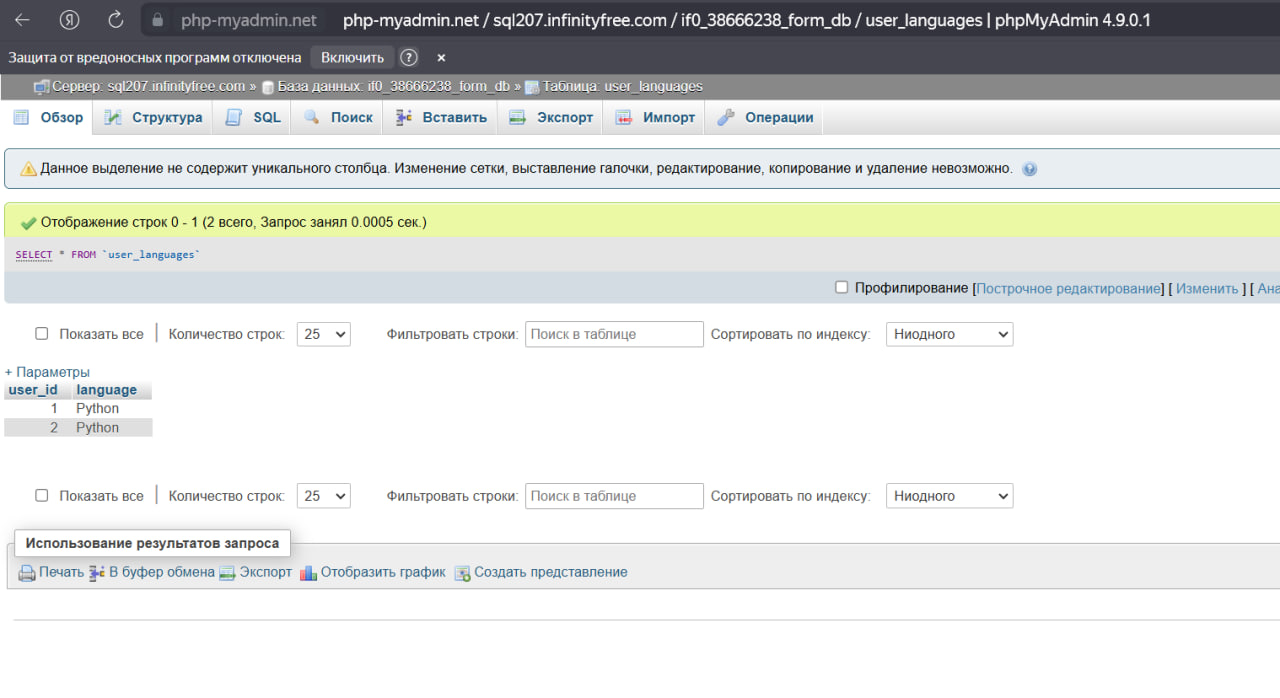 php-myadmin.net php-myadmin.net / sql207.infinityfree.com / if0_38666238_form_db / user_languages | phpMyAdmin 4.9.0.1
Защита от вредоносных программ отключена Включить ? ×
Сервер: sql207.infinityfree.com » База данных: if0_38666238_form_db » Таблица: user_languages
Обзор Структура SQL Поиск Вставить Экспорт Импорт Операции
Данное выделение не содержит уникального столбца. Изменение сетки, выставление галочки, редактирование, копирование и удаление невозможно.
Отображение строк 0 - 1 (2 всего, Запрос занял 0.0005 сек.)
SELECT * FROM `user_languages`
Профилирование [Построчное редактирование] [ Изменить ] [ Ана
Показать все | Количество строк: 25 Фильтровать строки: Поиск в таблице Сортировать по индексу: Ниодного
+ Параметры
user_id language
1 Python
2 Python
Показать все | Количество строк: 25 Фильтровать строки: Поиск в таблице Сортировать по индексу: Ниодного
Использование результатов запроса
Печать В буфер обмена Экспорт Отобразить график Создать представление